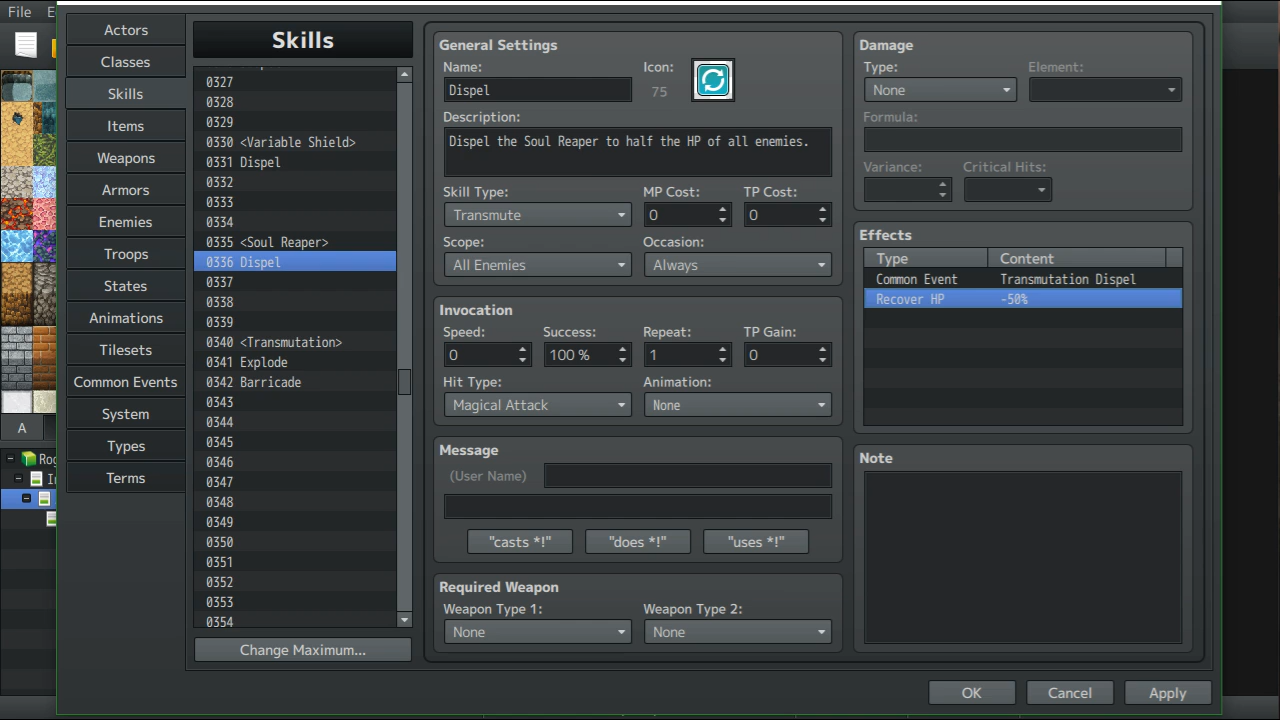 File
Actors
Classes
Skills
Items
Weapons
Armors
Enemies
Troops
States
Animations
Tilesets
Common Events
System
Types
Terms
A
Skills
0327
0328
0329
0330 <Variable Shield>
0331 Dispel
0332
0333
0334
0335 <Soul Reaper>
0336 Dispel
0337
0338
0339
0340 <Transmutation>
0341 Explode
0342 Barricade
0343
0344
0345
0346
0347
0348
0349
0350
0351
0352
0353
0354
Change Maximum...
General Settings
Name:
Icon:
Dispel
75
Description:
Dispel the Soul Reaper to half the HP of all enemies.
Skill Type:
MP Cost:
TP Cost:
Transmute
0
0
Scope:
Occasion:
All Enemies
Always
Invocation
Speed:
Success:
Repeat:
TP Gain:
0
100 %
1
0
Hit Type:
Animation:
Magical Attack
None
Message
(User Name)
"casts *!"
"does *!"
"uses *!"
Required Weapon
Weapon Type 1:
Weapon Type 2:
None
None
Damage
Type:
Element:
None
Formula:
Variance:
Critical Hits:
Effects
Type
Content
Common Event
Transmutation Dispel
Recover HP
-50%
Note
OK
Cancel
Apply